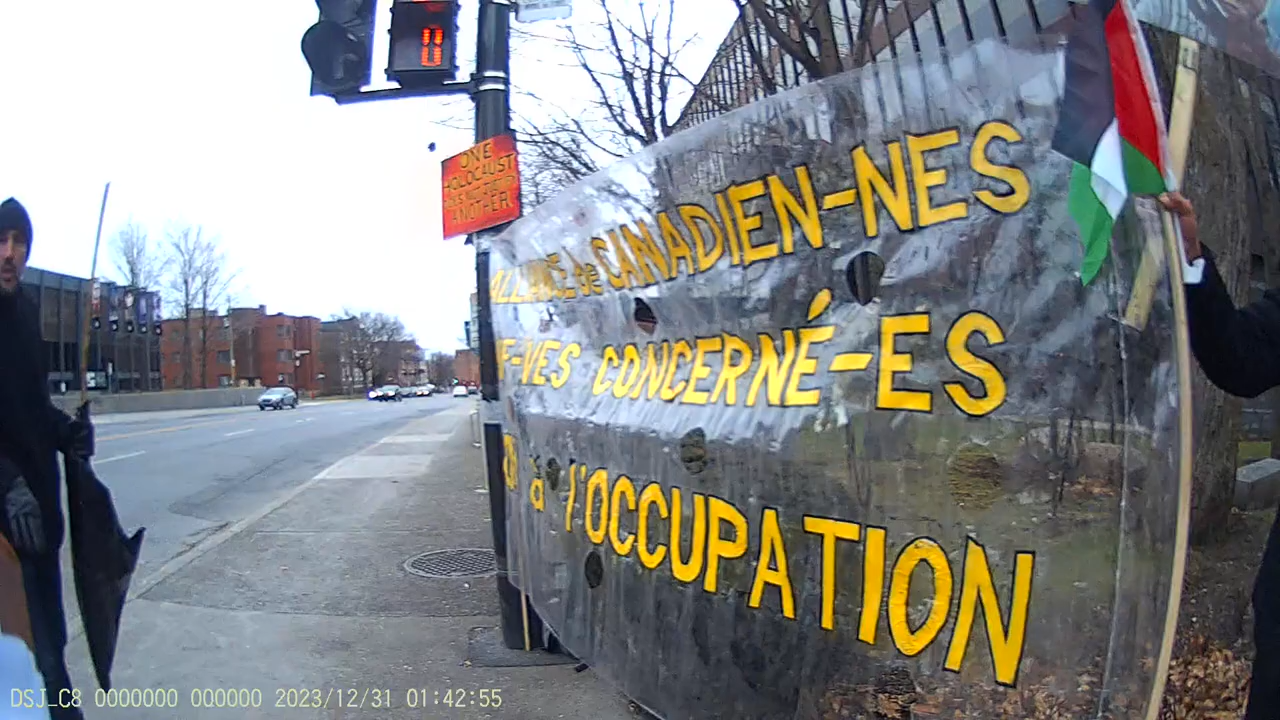 0
ONE
HOLOCAUST
ANOTHER
ALLIANCE de CANADIEN-NES
F-VES CONCERNÉ-ES
à l'OCCUPATION
DSJ_C8 0000000 000000 2023/12/31 01:42:55